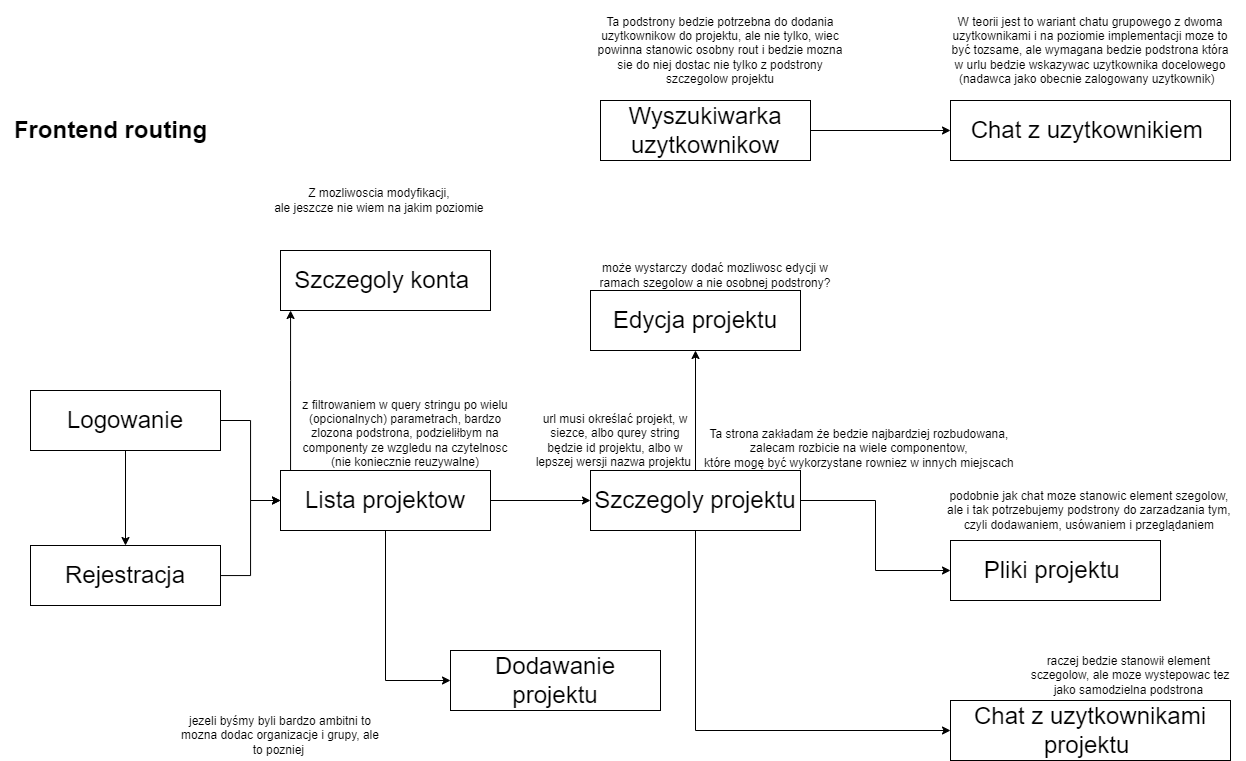 Ta podstrony bedzie potrzebna do dodania
uzytkownikow do projektu, ale nie tylko, wiec
powinna stanowic osobny rout i bedzie mozna
sie do niej dostac nie tylko z podstrony
szczegolow projektu
W teorii jest to wariant chatu grupowego z dwoma
uzytkownikami i na poziomie implementacji moze to
być tozsame, ale wymagana bedzie podstrona która
w urlu bedzie wskazywac uzytkownika docelowego
(nadawca jako obecnie zalogowany uzytkownik)
Frontend routing
Wyszukiwarka
uzytkownikow
Chat z uzytkownikiem
Z mozliwoscia modyfikacji,
ale jeszcze nie wiem na jakim poziomie
Szczegoly konta
może wystarczy dodać mozliwosc edycji w
ramach szegolow a nie osobnej podstrony?
Edycja projektu
Logowanie
z filtrowaniem w query stringu po wielu
(opcionalnych) parametrach, bardzo
zlozona podstrona, podzieliłbym na
componenty ze wzgledu na czytelnosc
(nie koniecznie reuzywalne)
url musi określać projekt, w
siezce, albo qurey string
będzie id projektu, albo w
lepszej wersji nazwa projektu
Ta strona zakładam że bedzie najbardziej rozbudowana,
zalecam rozbicie na wiele componentow,
które mogę być wykorzystane rowniez w innych miejscach
Lista projektow
Szczegoly projektu
podobnie jak chat moze stanowic element szegolow,
ale i tak potrzebujemy podstrony do zarzadzania tym,
czyli dodawaniem, usówaniem i przeglądaniem
Pliki projektu
Rejestracja
Dodawanie
projektu
raczej bedzie stanowił element
sczegolow, ale moze wystepowac tez
jako samodzielna podstrona
Chat z uzytkownikami
projektu
jezeli byśmy byli bardzo ambitni to
mozna dodac organizacje i grupy, ale
to pozniej